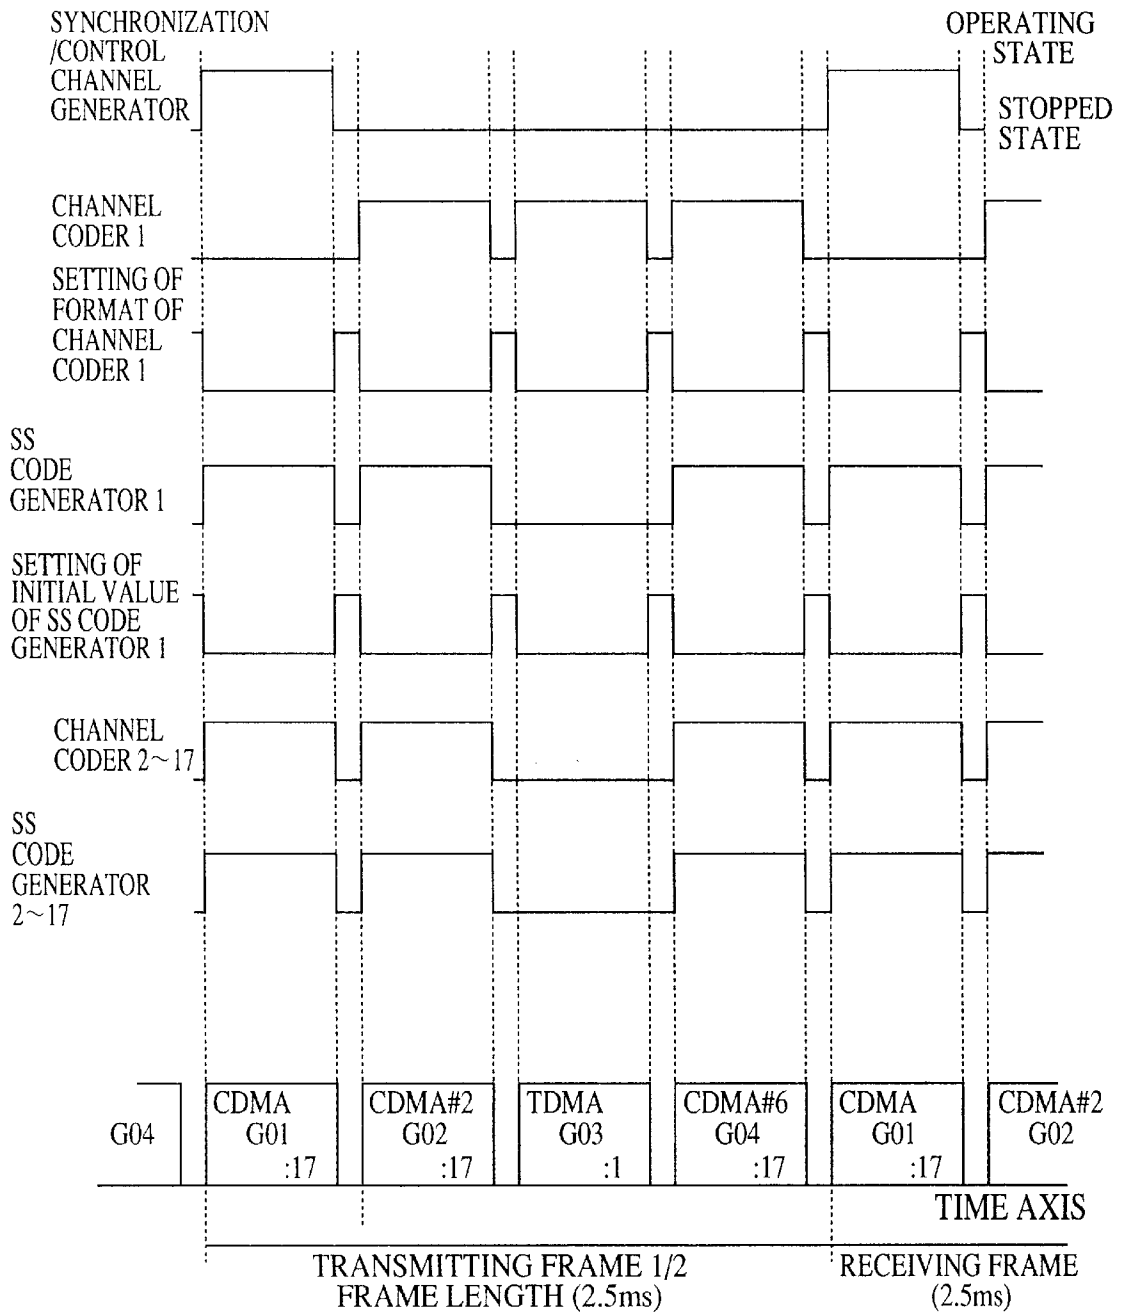 SYNCHRONIZATION
/CONTROL
CHANNEL
GENERATOR
OPERATING
STATE
STOPPED
STATE
CHANNEL
CODER 1
SETTING OF
FORMAT OF
CHANNEL
CODER 1
SS
CODE
GENERATOR 1
SETTING OF
INITIAL VALUE
OF SS CODE
GENERATOR 1
CHANNEL
CODER 2~17
SS
CODE
GENERATOR
2~17
G04
CDMA
G01
:17
CDMA#2
G02
:17
TDMA
G03
:1
CDMA#6
G04
:17
CDMA
G01
:17
CDMA#2
G02
TIME AXIS
TRANSMITTING FRAME 1/2
FRAME LENGTH (2.5ms)
RECEIVING FRAME
(2.5ms)